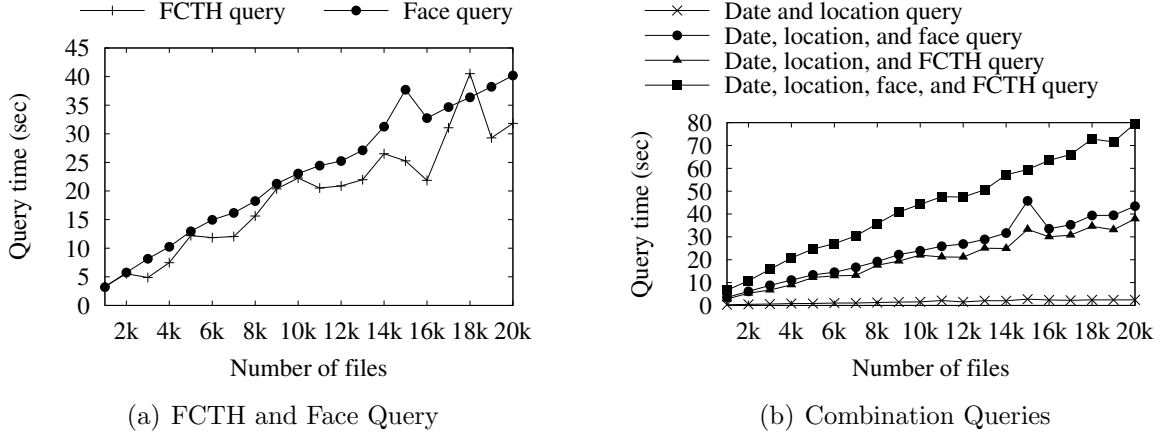 FCTH query
Face query
45
40
35
30
25
20
15
10
5
0
Query time (sec)
2k 4k 6k 8k 10k 12k 14k 16k 18k 20k
Number of files
(a) FCTH and Face Query
Date and location query
Date, location, and face query
Date, location, and FCTH query
Date, location, face, and FCTH query
80
70
60
50
40
30
20
10
0
Query time (sec)
2k 4k 6k 8k 10k 12k 14k 16k 18k 20k
Number of files
(b) Combination Queries